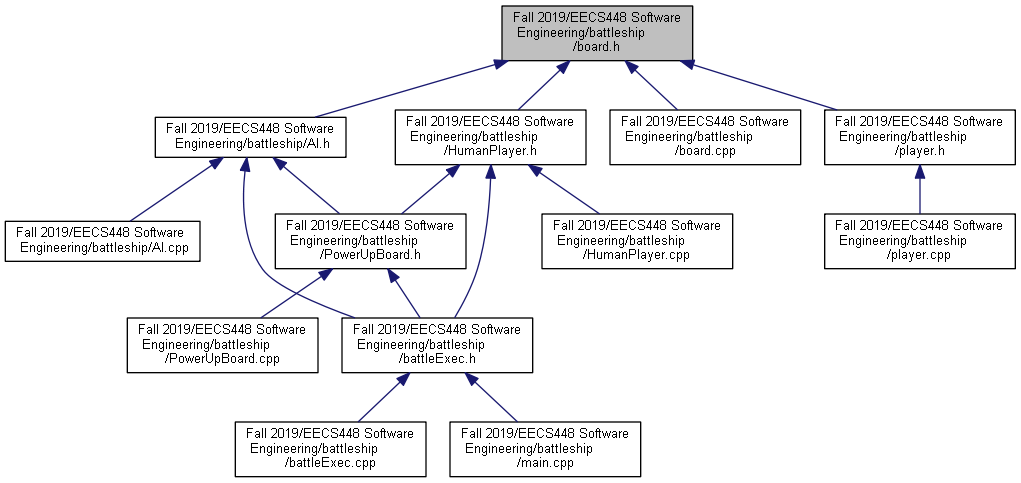 Fall 2019/EECS448 Software
Engineering/battleship
/board.h
Fall 2019/EECS448 Software
Engineering/battleship/AI.h
Fall 2019/EECS448 Software
Engineering/battleship
/HumanPlayer.h
Fall 2019/EECS448 Software
Engineering/battleship
/board.cpp
Fall 2019/EECS448 Software
Engineering/battleship
/player.h
Fall 2019/EECS448 Software
Engineering/battleship/AI.cpp
Fall 2019/EECS448 Software
Engineering/battleship
/PowerUpBoard.h
Fall 2019/EECS448 Software
Engineering/battleship
/HumanPlayer.cpp
Fall 2019/EECS448 Software
Engineering/battleship
/player.cpp
Fall 2019/EECS448 Software
Engineering/battleship
/PowerUpBoard.cpp
Fall 2019/EECS448 Software
Engineering/battleship
/battleExec.h
Fall 2019/EECS448 Software
Engineering/battleship
/battleExec.cpp
Fall 2019/EECS448 Software
Engineering/battleship
/main.cpp